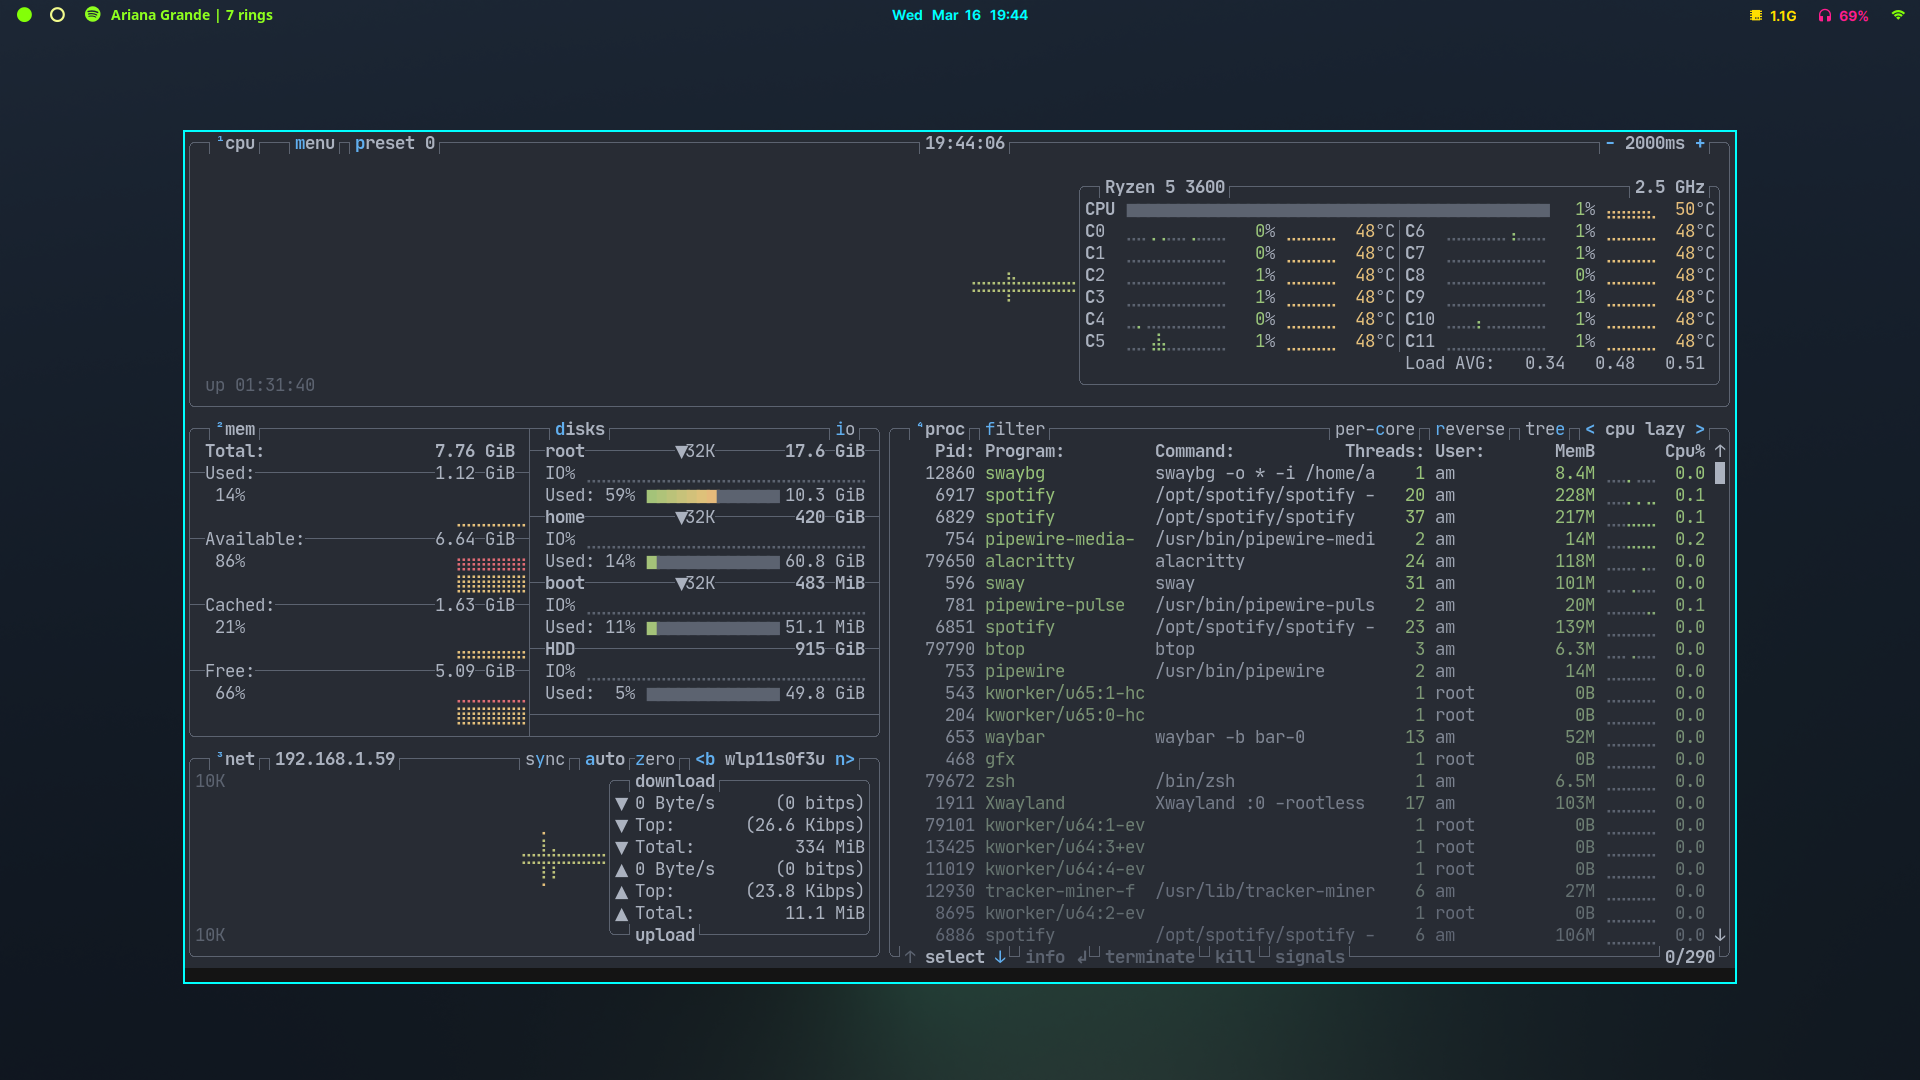 Ariana Grande | 7 rings
Wed Mar 16 19:44
1.1G 69%
¹cpu menu preset 0 19:44:06 - 2000ms +
Ryzen 5 3600 2.5 GHz
CPU 1% 50°C
C0 0% 48°C C6 1% 48°C
C1 0% 48°C C7 1% 48°C
C2 1% 48°C C8 0% 48°C
C3 1% 48°C C9 1% 48°C
C4 0% 48°C C10 1% 48°C
C5 1% 48°C C11 1% 48°C
Load AVG: 0.34 0.48 0.51
up 01:31:40
²mem
Total: 7.76 GiB
Used: 1.12 GiB
14%
Available: 6.64 GiB
86%
Cached: 1.63 GiB
21%
Free: 5.09 GiB
66%
disks io
root ▼32K 17.6 GiB
IO%
Used: 59% 10.3 GiB
home ▼32K 420 GiB
IO%
Used: 14% 60.8 GiB
boot ▼32K 483 MiB
IO%
Used: 11% 51.1 MiB
HDD 915 GiB
IO%
Used: 5% 49.8 GiB
³net 192.168.1.59 sync auto zero <b wlp11s0f3u n>
10K
download
▼ 0 Byte/s (0 bitps)
▼ Top: (26.6 Kibps)
▼ Total: 334 MiB
▲ 0 Byte/s (0 bitps)
▲ Top: (23.8 Kibps)
▲ Total: 11.1 MiB
upload
10K
⁴proc filter per-core reverse tree < cpu lazy >
Pid: Program: Command: Threads: User: MemB Cpu% ↑
12860 swaybg swaybg -o * -i /home/a 1 am 8.4M 0.0
6917 spotify /opt/spotify/spotify - 20 am 228M 0.1
6829 spotify /opt/spotify/spotify 37 am 217M 0.1
754 pipewire-media- /usr/bin/pipewire-medi 2 am 14M 0.2
79650 alacritty alacritty 24 am 118M 0.0
596 sway sway 31 am 101M 0.0
781 pipewire-pulse /usr/bin/pipewire-puls 2 am 20M 0.1
6851 spotify /opt/spotify/spotify - 23 am 139M 0.0
79790 btop btop 3 am 6.3M 0.0
753 pipewire /usr/bin/pipewire 2 am 14M 0.0
543 kworker/u65:1-hc 1 root 0B 0.0
204 kworker/u65:0-hc 1 root 0B 0.0
653 waybar waybar -b bar-0 13 am 52M 0.0
468 gfx 1 root 0B 0.0
79672 zsh /bin/zsh 1 am 6.5M 0.0
1911 Xwayland Xwayland :0 -rootless 17 am 103M 0.0
79101 kworker/u64:1-ev 1 root 0B 0.0
13425 kworker/u64:3+ev 1 root 0B 0.0
11019 kworker/u64:4-ev 1 root 0B 0.0
12930 tracker-miner-f /usr/lib/tracker-miner 6 am 27M 0.0
8695 kworker/u64:2-ev 1 root 0B 0.0
6886 spotify /opt/spotify/spotify - 6 am 106M 0.0 ↓
↑ select ↓ info ↲ terminate kill signals 0/290